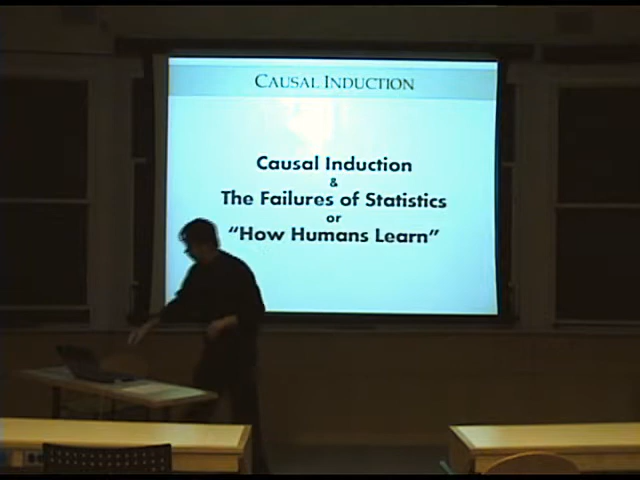 CAUSAL INDUCTION
Causal Induction
&
The Failures of Statistics
or
“How Humans Learn”